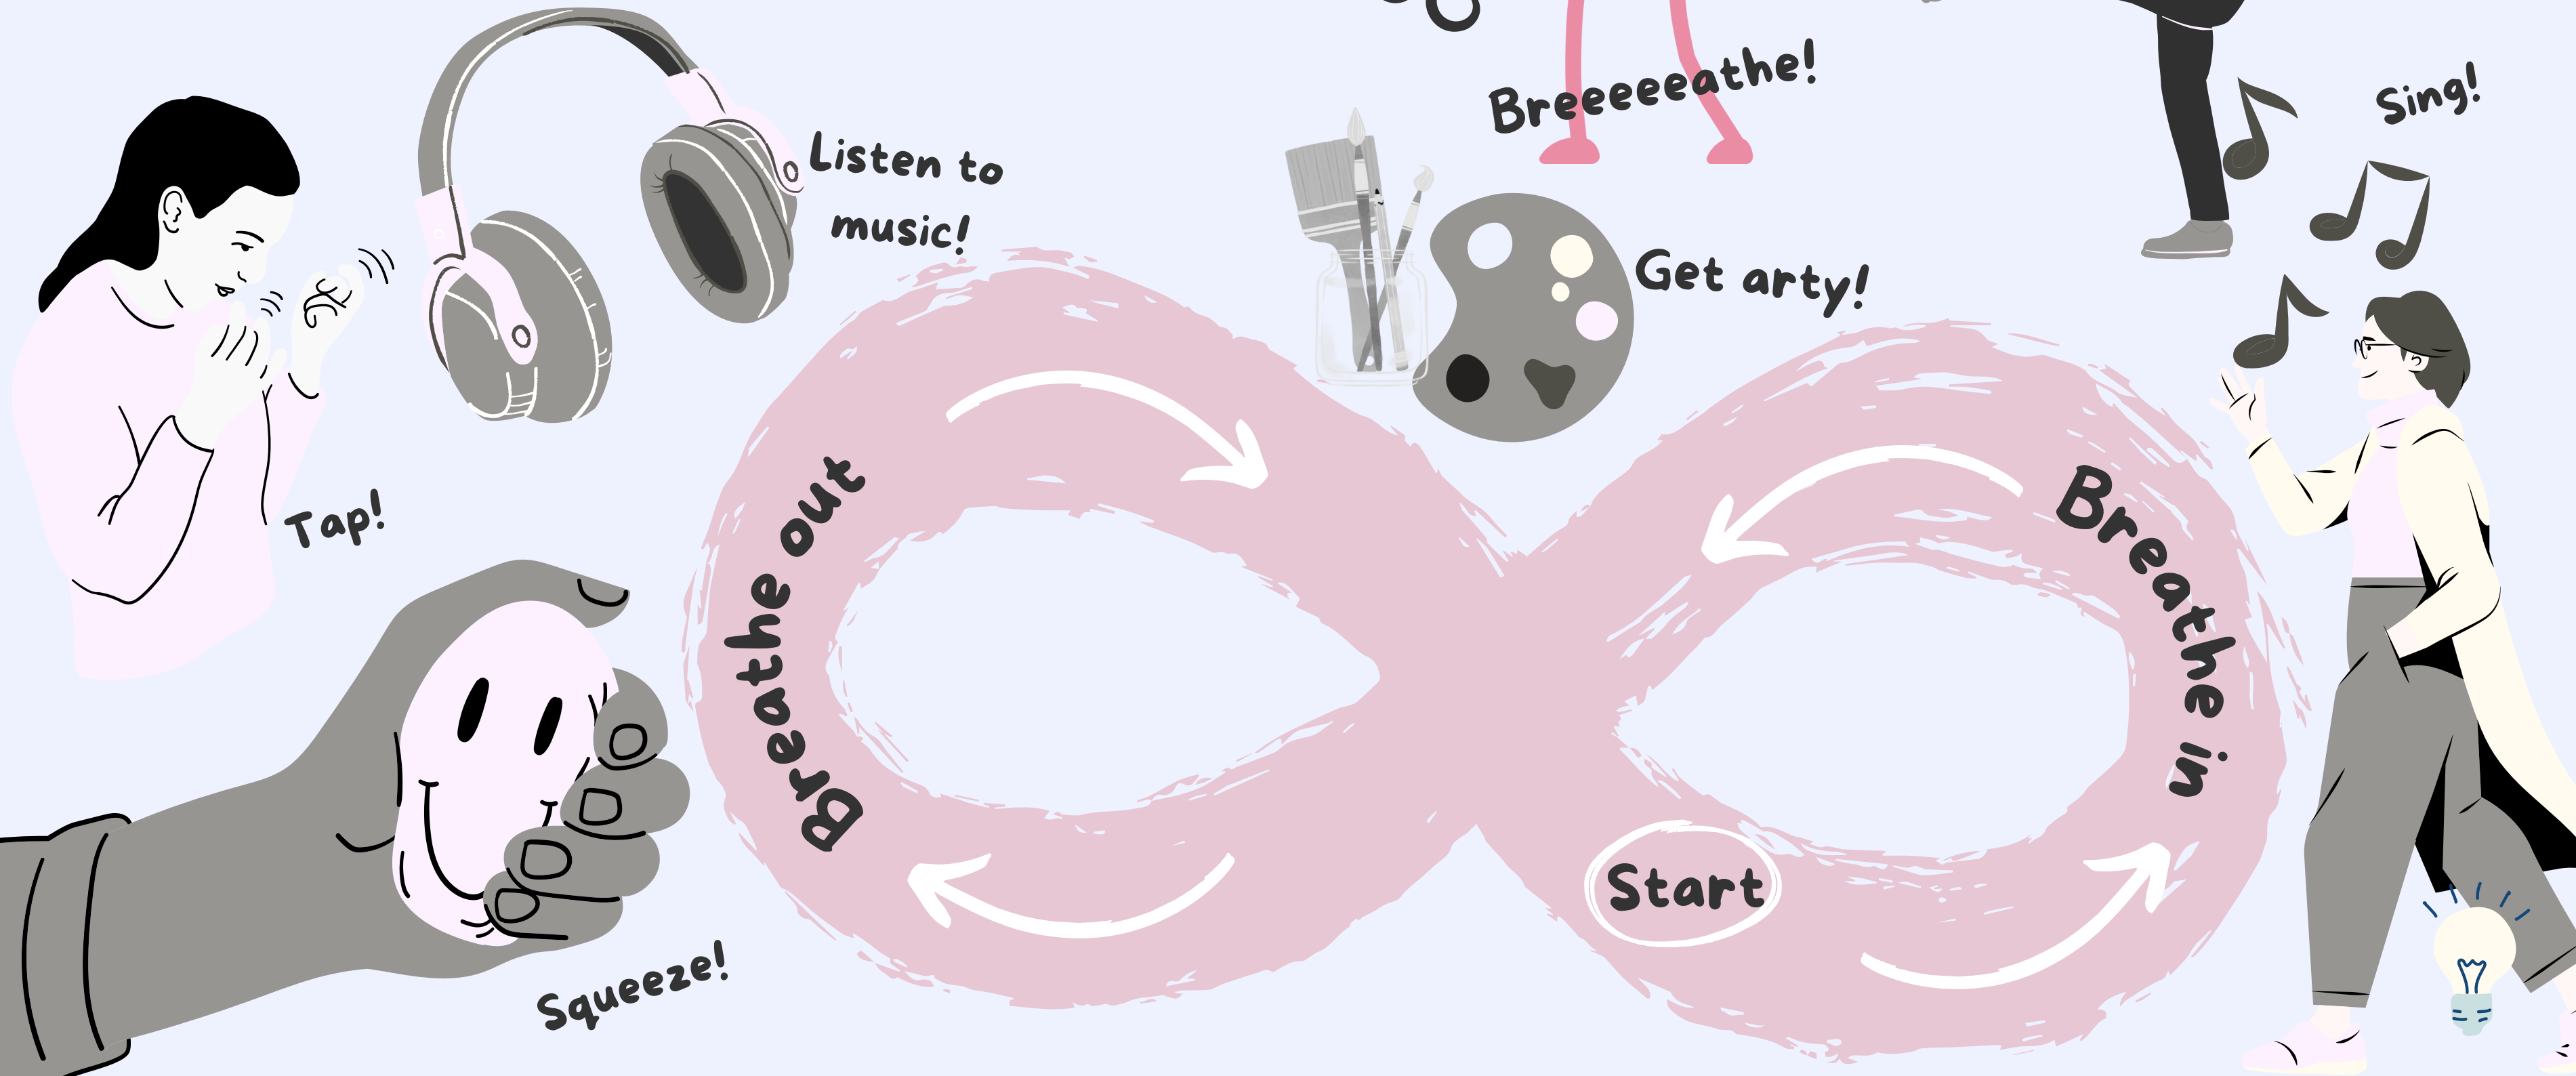 Breeeeeathe!
Sing!
Listen to
music!
Get arty!
Tap!
Breathe out
Breathe in
Start
Squeeze!